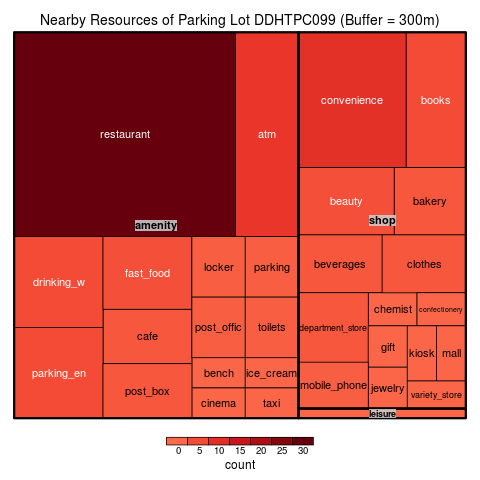 Nearby Resources of Parking Lot DDHTPC099 (Buffer = 300m)
restaurant
atm
convenience
books
amenity
beauty
shop
bakery
drinking_w
fast_food
locker
parking
beverages
clothes
parking_en
cafe
post_offic
toilets
department_store
chemist
confectionery
gift
kiosk
mall
post_box
bench
ice_cream
mobile_phone
jewelry
variety_store
cinema
taxi
leisure
0 5 10 15 20 25 30
count